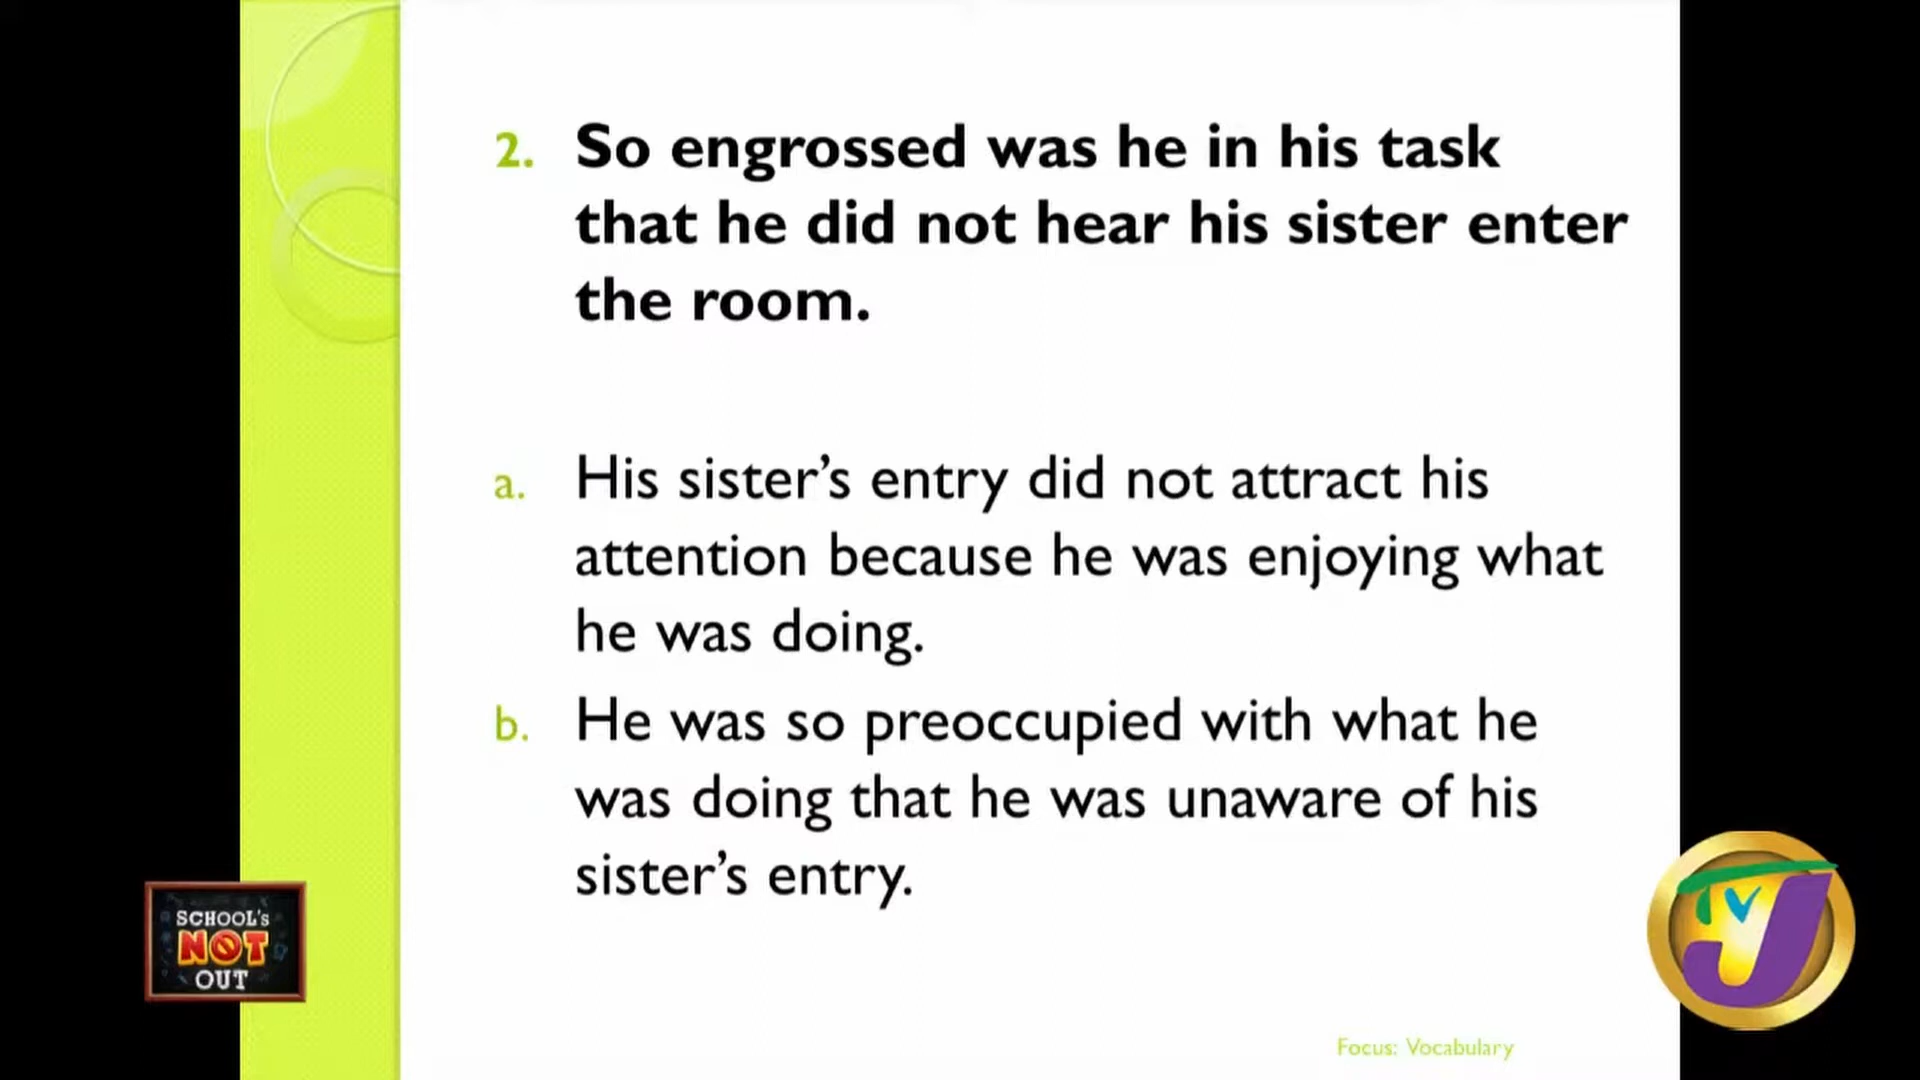 2. So engrossed was he in his task
that he did not hear his sister enter
the room.
a. His sister’s entry did not attract his
attention because he was enjoying what
he was doing.
b. He was so preoccupied with what he
was doing that he was unaware of his
sister’s entry.
SCHOOL's
NOT
OUT
TVJ
Focus: Vocabulary